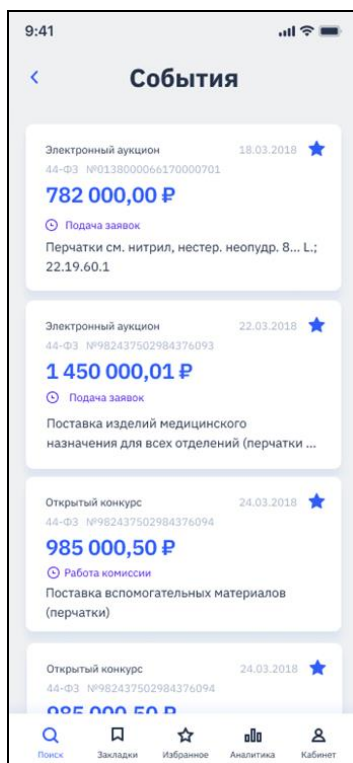 9:41
События
Электронный аукцион 18.03.2018
44-ФЗ №0138000066170000701
782 000,00 ₽
Подача заявок
Перчатки см. нитрил, нестер. неопудр. 8... L.;
22.19.60.1
Электронный аукцион 22.03.2018
44-ФЗ №982437502984376093
1 450 000,01 ₽
Подача заявок
Поставка изделий медицинского
назначения для всех отделений (перчатки ...
Открытый конкурс 24.03.2018
44-ФЗ №982437502984376094
985 000,50 ₽
Работа комиссии
Поставка вспомогательных материалов
(перчатки)
Открытый конкурс 24.03.2018
44-ФЗ №982437502984376094
985 000,50 ₽
Поиск Закладки Избранное Аналитика Кабинет